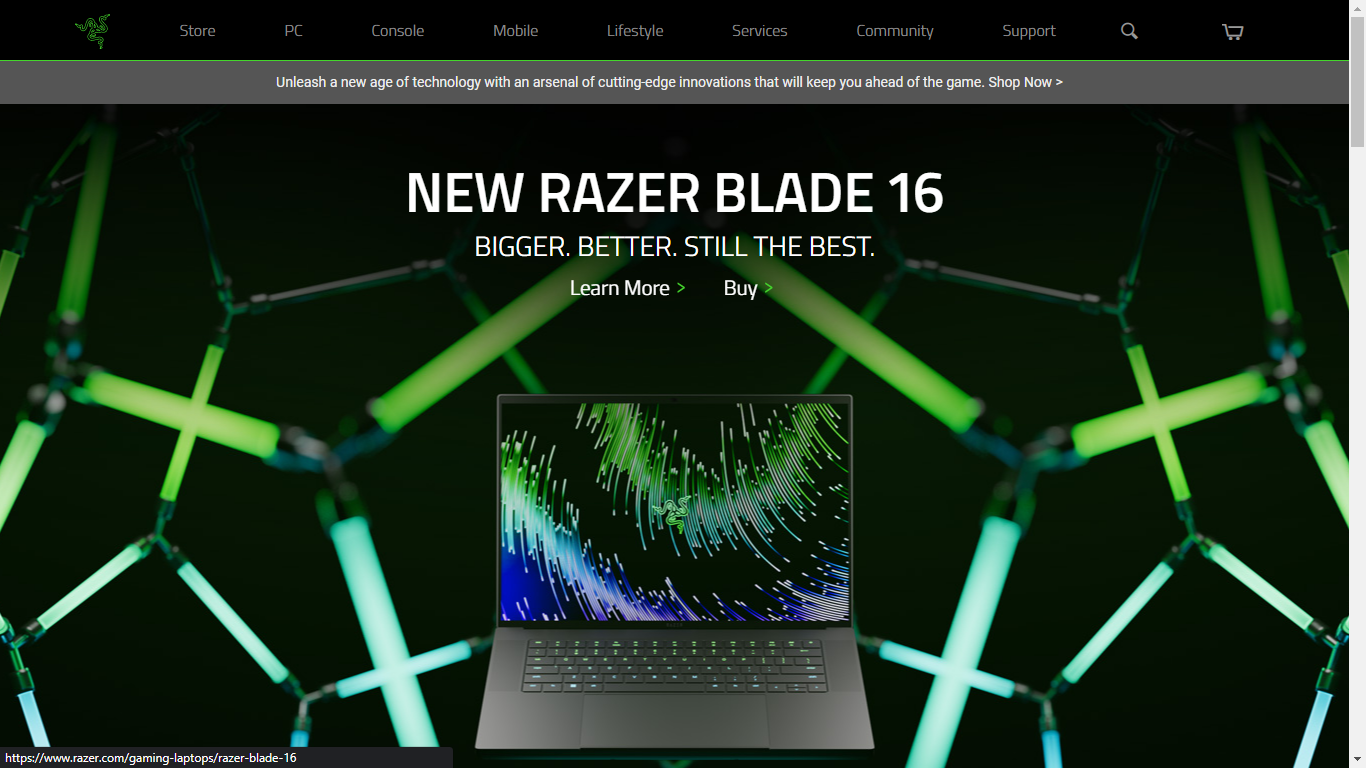 Store PC Console Mobile Lifestyle Services Community Support
Unleash a new age of technology with an arsenal of cutting-edge innovations that will keep you ahead of the game. Shop Now >
NEW RAZER BLADE 16
BIGGER. BETTER. STILL THE BEST.
Learn More > Buy >
https://www.razer.com/gaming-laptops/razer-blade-16